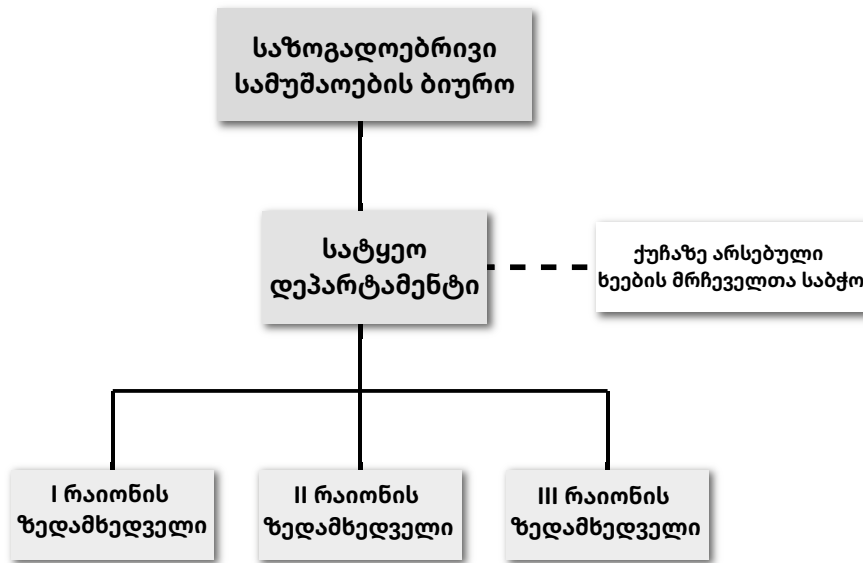 საზოგადოებრივი
სამუშაოების ბიურო
სატყეო
დეპარტამენტი
ქუჩაზე არსებული
ხეების მრჩეველთა საბჭო
I რაიონის
ზედამხედველი
II რაიონის
ზედამხედველი
III რაიონის
ზედამხედველი